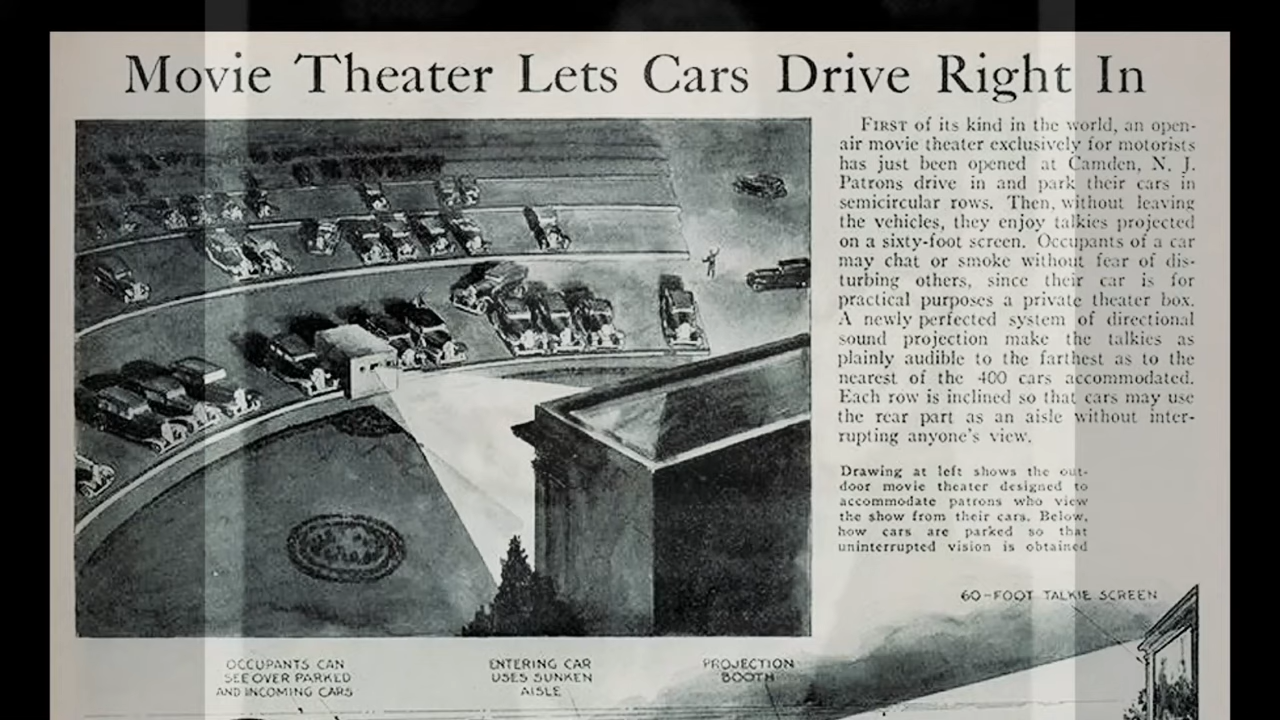 Movie Theater Lets Cars Drive Right In
FIRST of its kind in the world, an open-
air movie theater exclusively for motorists
has just been opened at Camden, N. J.
Patrons drive in and park their cars in
semicircular rows. Then, without leaving
the vehicles, they enjoy talkies projected
on a sixty-foot screen. Occupants of a car
may chat or smoke without fear of dis-
turbing others, since their car is for
practical purposes a private theater box.
A newly perfected system of directional
sound projection make the talkies as
plainly audible to the farthest as to the
nearest of the 400 cars accommodated.
Each row is inclined so that cars may use
the rear part as an aisle without inter-
rupting anyone's view.
Drawing at left shows the out-
door movie theater designed to
accommodate patrons who view
the show from their cars. Below,
how cars are parked so that
uninterrupted vision is obtained
60-FOOT TALKIE SCREEN
OCCUPANTS CAN
SEE OVER PARKED
AND INCOMING CARS
ENTERING CAR
USES SUNKEN
AISLE
PROJECTION
BOOTH